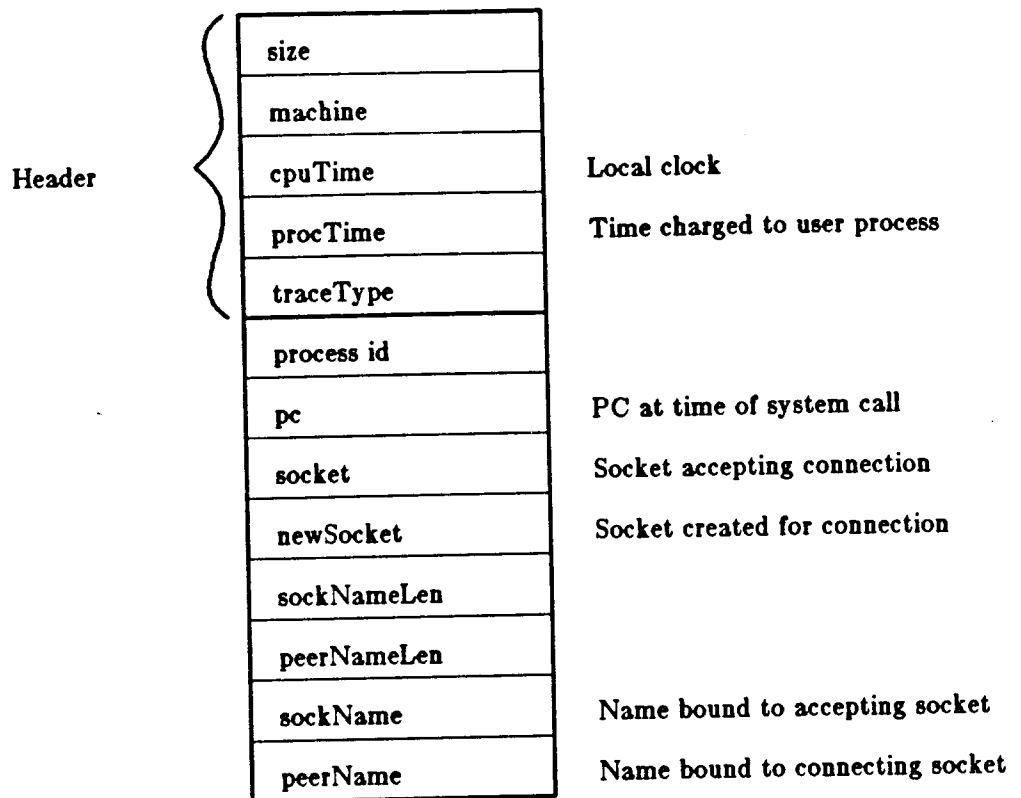 size
machine
Header
cpuTime Local clock
procTime Time charged to user process
traceType
process id
pc PC at time of system call
socket Socket accepting connection
newSocket Socket created for connection
sockNameLen
peerNameLen
sockName Name bound to accepting socket
peerName Name bound to connecting socket